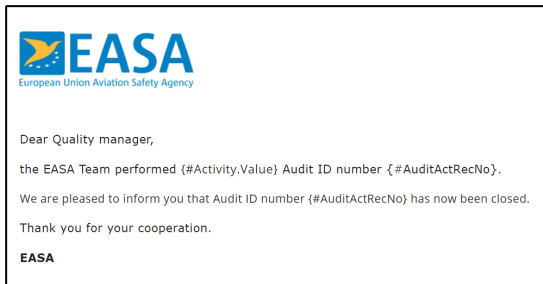 EASA
European Union Aviation Safety Agency
Dear Quality manager,
the EASA Team performed {#Activity.Value} Audit ID number {#AuditActRecNo}.
We are pleased to inform you that Audit ID number {#AuditActRecNo} has now been closed.
Thank you for your cooperation.
EASA